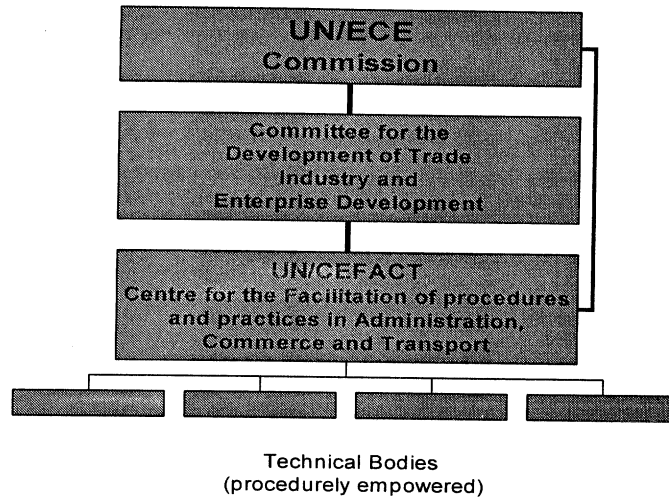 UN/ECE
Commission
Committee for the
Development of Trade
Industry and
Enterprise Development
UN/CEFACT
Centre for the Facilitation of procedures
and practices in Administration,
Commerce and Transport
Technical Bodies
(procedurely empowered)